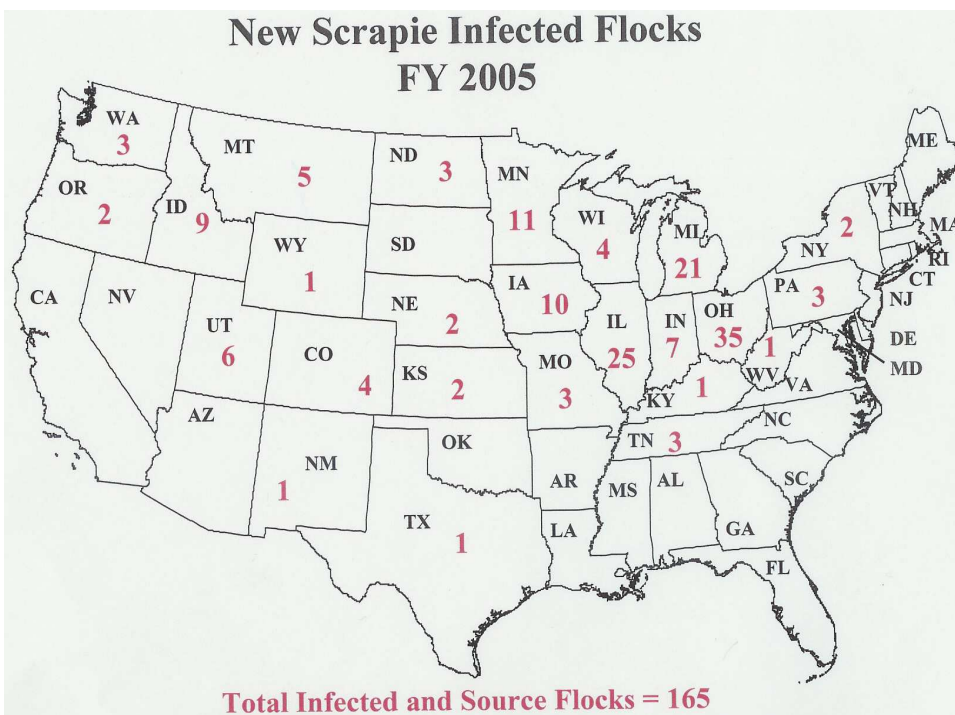 New Scrapie Infected Flocks
FY 2005
WA
3
MT
5
ND
3
MN
11
OR
2
ID
9
WY
1
SD
WI
4
MI
21
ME
VT
NH
NY
2
MA
RI
CT
CA
NV
UT
6
CO
4
NE
2
KS
2
IA
10
MO
3
IL
25
IN
7
OH
35
PA
3
NJ
DE
MD
WV
1
VA
KY
1
AZ
NM
1
OK
TX
1
AR
LA
TN
3
NC
SC
MS
AL
GA
FL
Total Infected and Source Flocks = 165